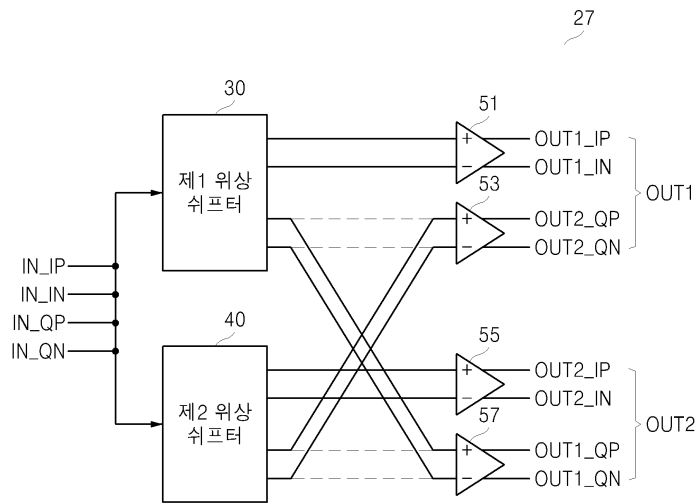 27
30
제1 위상
쉬프터
IN_IP
IN_IN
IN_QP
IN_QN
40
제2 위상
쉬프터
51
+
−
OUT1_IP
OUT1_IN
53
+
−
OUT2_QP
OUT2_QN
OUT1
55
+
−
OUT2_IP
OUT2_IN
57
+
−
OUT1_QP
OUT1_QN
OUT2